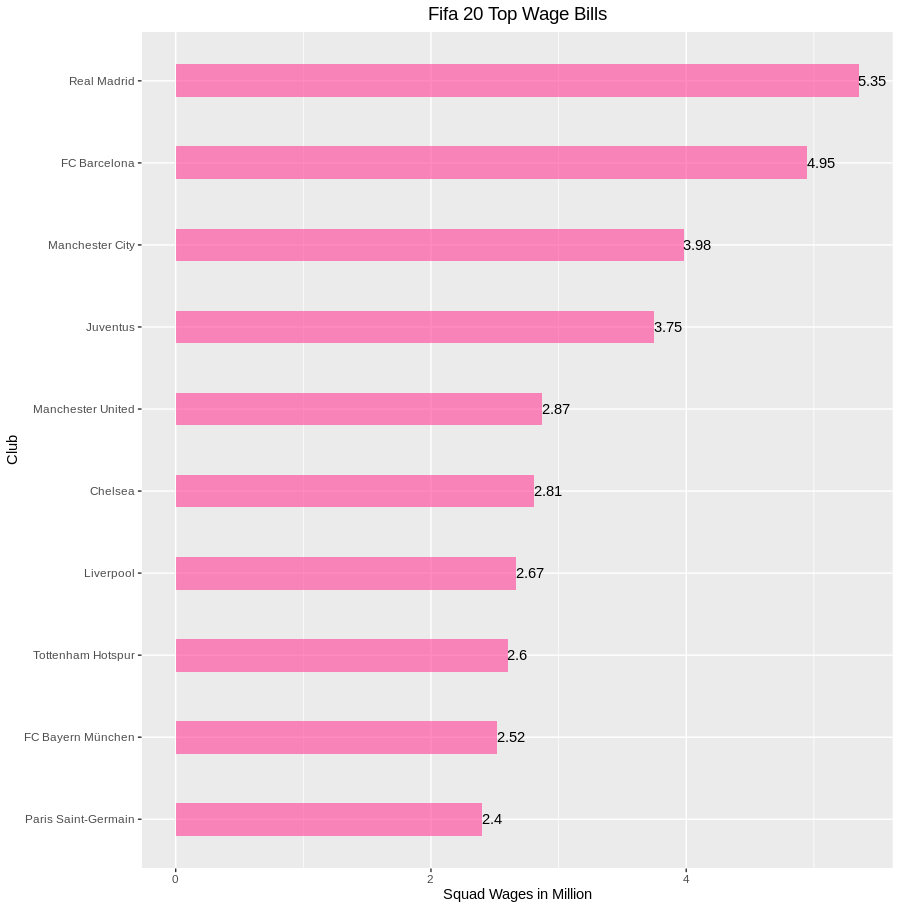 Fifa 20 Top Wage Bills
Club
Real Madrid 5.35
FC Barcelona 4.95
Manchester City 3.98
Juventus 3.75
Manchester United 2.87
Chelsea 2.81
Liverpool 2.67
Tottenham Hotspur 2.6
FC Bayern München 2.52
Paris Saint-Germain 2.4
0 2 4
Squad Wages in Million